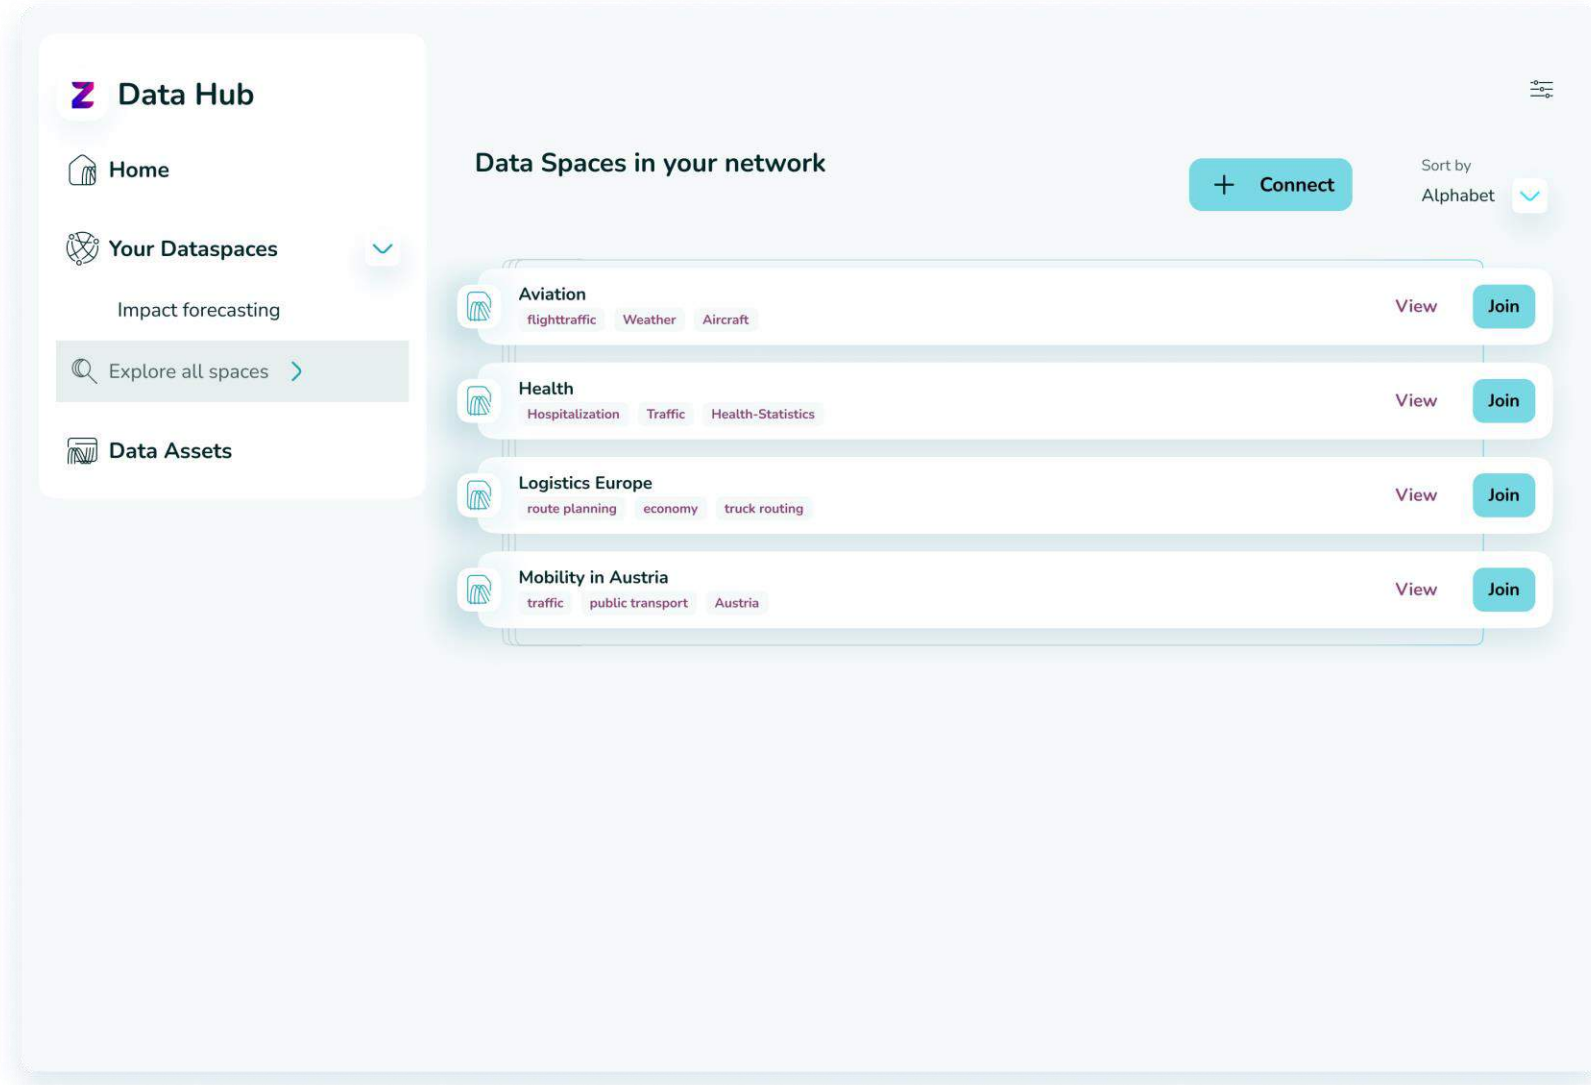 Data Hub
Home
Your Dataspaces
Impact forecasting
Explore all spaces
Data Assets
Data Spaces in your network
Connect
Sort by
Alphabet
Aviation
flighttraffic Weather Aircraft
View Join
Health
Hospitalization Traffic Health-Statistics
View Join
Logistics Europe
route planning economy truck routing
View Join
Mobility in Austria
traffic public transport Austria
View Join